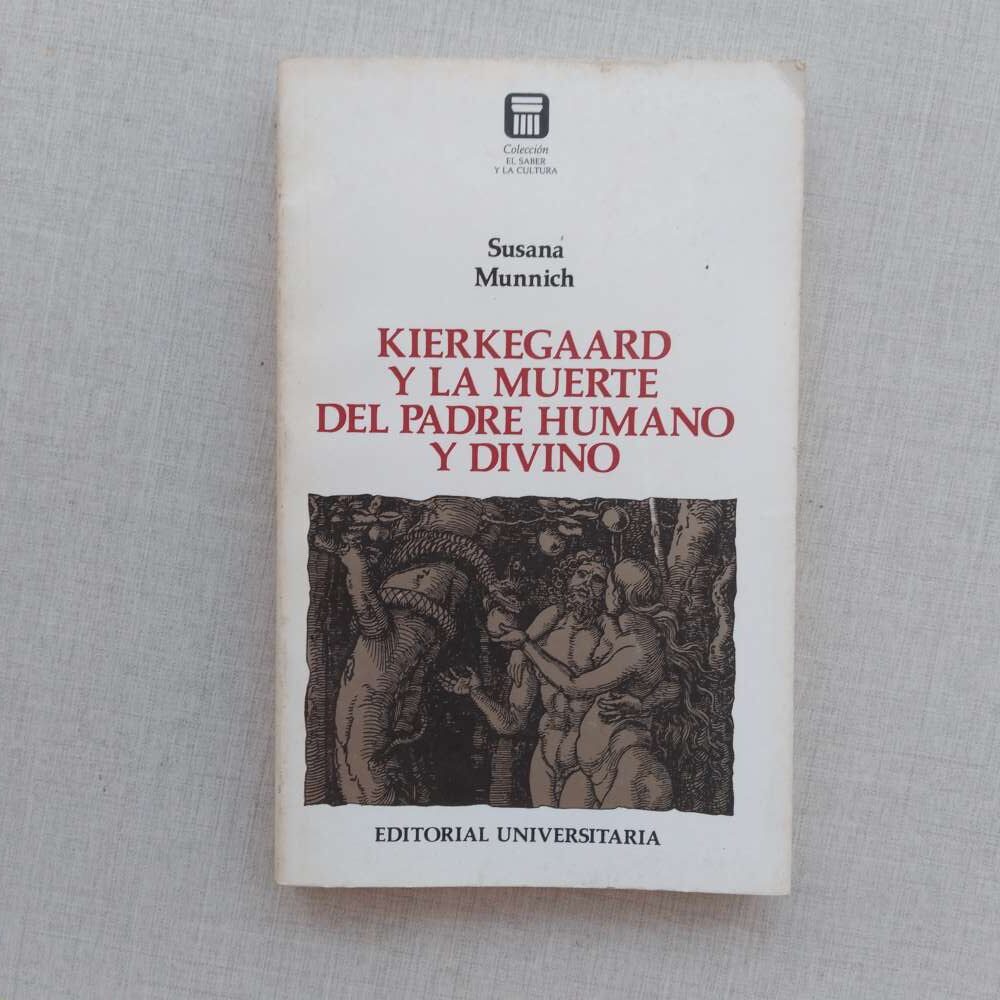 Colección
EL SABER
Y LA CULTURA
Susana
Munnich
KIERKEGAARD
Y LA MUERTE
DEL PADRE HUMANO
Y DIVINO
EDITORIAL UNIVERSITARIA